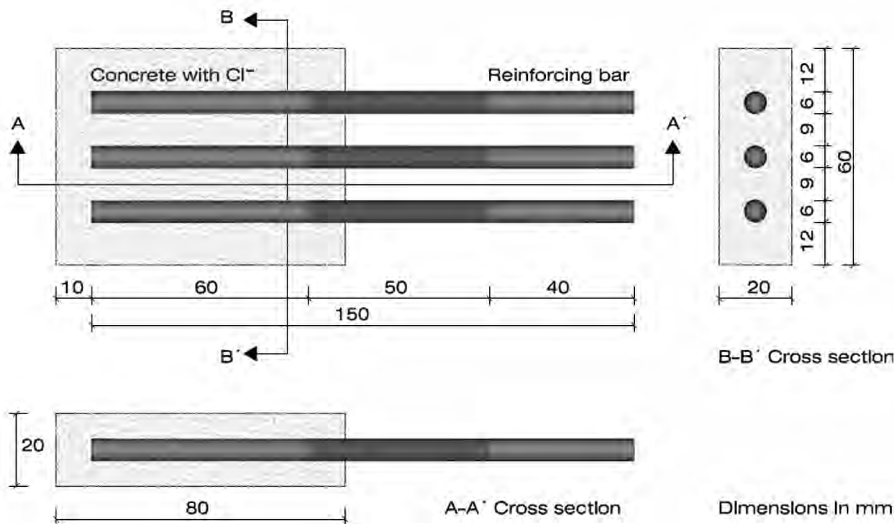 B
Concrete with Cl⁻
Reinforcing bar
A
A´
10
60
50
40
150
B´
12
6
9
6
9
6
12
60
20
B-B´ Cross section
20
80
A-A´ Cross section
Dimensions in mm